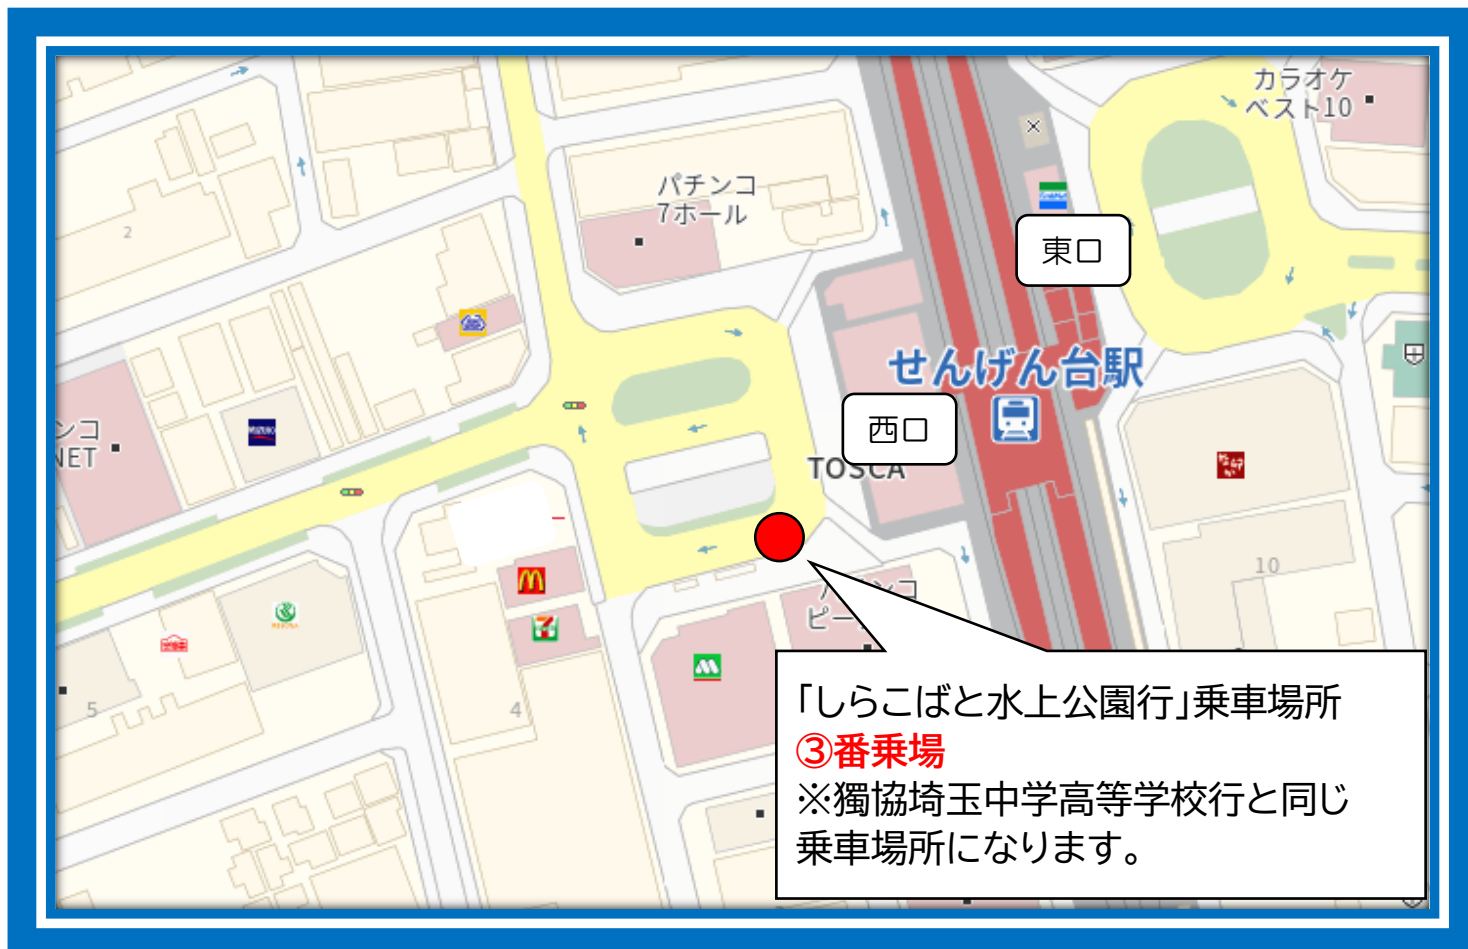 カラオケ
ベスト10
パチンコ
7ホール
2
東口
せんげん台駅
西口
TOSCA
ンコ
NET
10
5
4
「しらこばと水上公園行」乗車場所
③番乗場
※獨協埼玉中学高等学校行と同じ
乗車場所になります。